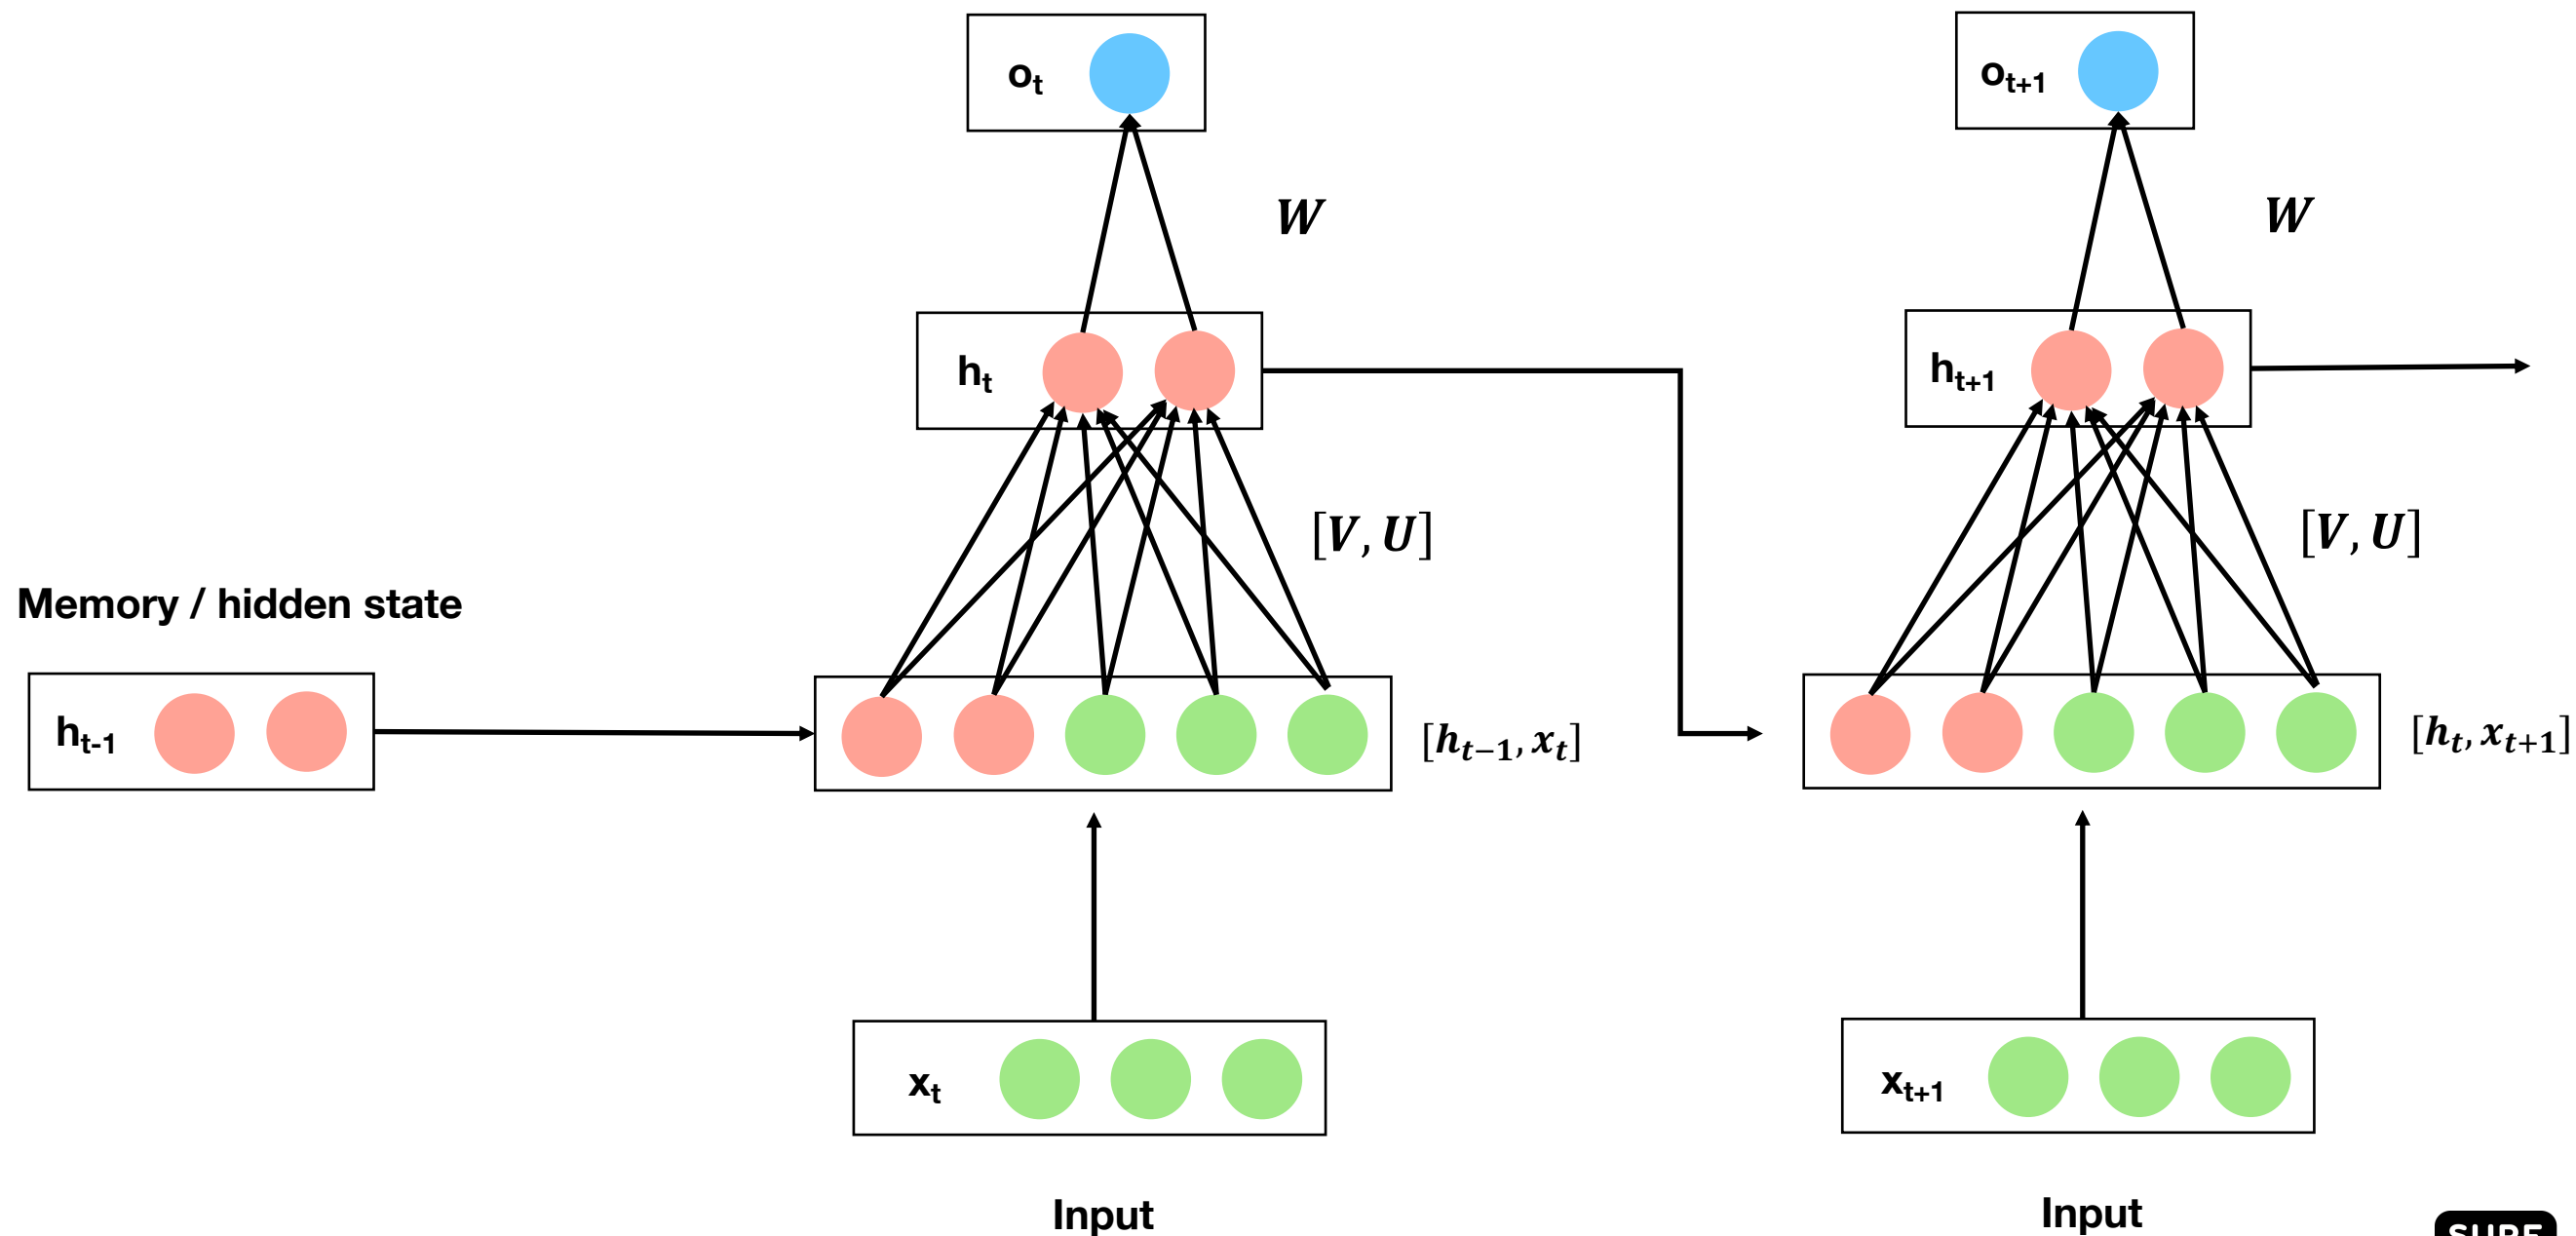 oₜ
oₜ₊₁
W
W
hₜ
hₜ₊₁
[V, U]
[V, U]
Memory / hidden state
hₜ₋₁
[hₜ₋₁, xₜ]
[hₜ, xₜ₊₁]
xₜ
xₜ₊₁
Input
Input